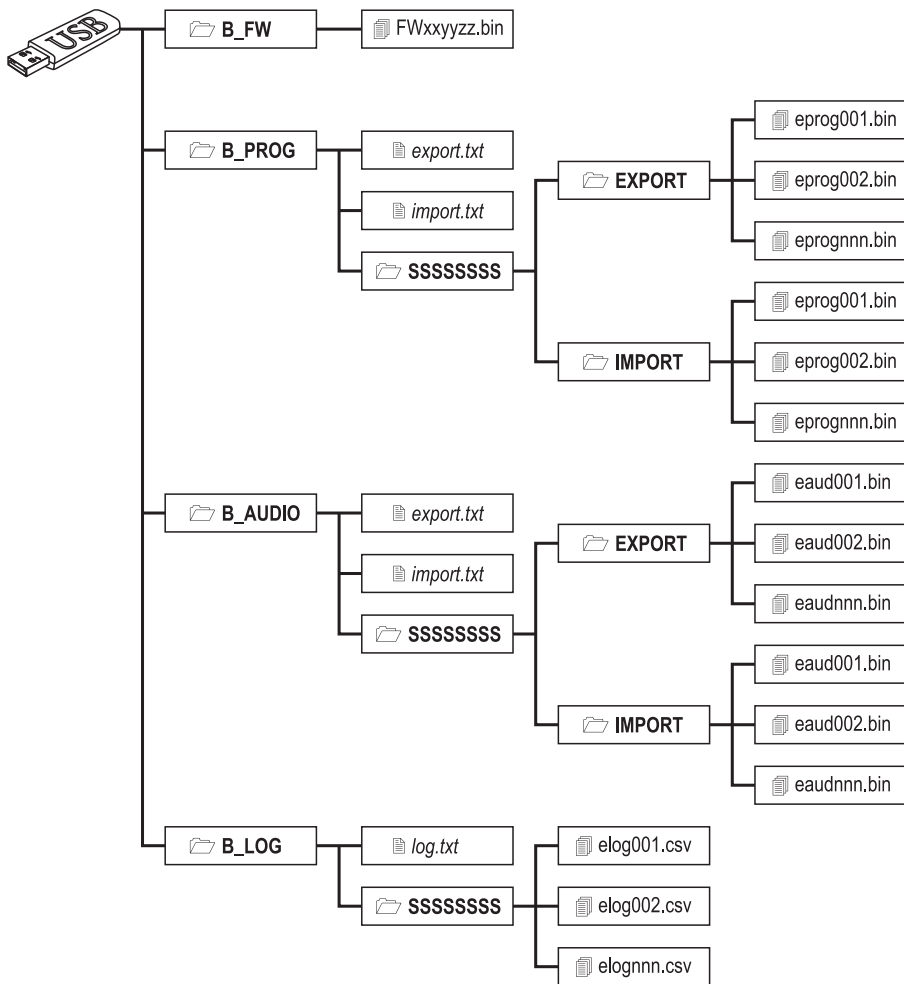 USB
B_FW
FWxxyyzz.bin
B_PROG
export.txt
import.txt
SSSSSSSS
EXPORT
eprog001.bin
eprog002.bin
eprognnn.bin
IMPORT
eprog001.bin
eprog002.bin
eprognnn.bin
B_AUDIO
export.txt
import.txt
SSSSSSSS
EXPORT
eaud001.bin
eaud002.bin
eaudnnn.bin
IMPORT
eaud001.bin
eaud002.bin
eaudnnn.bin
B_LOG
log.txt
SSSSSSSS
elog001.csv
elog002.csv
elognnn.csv